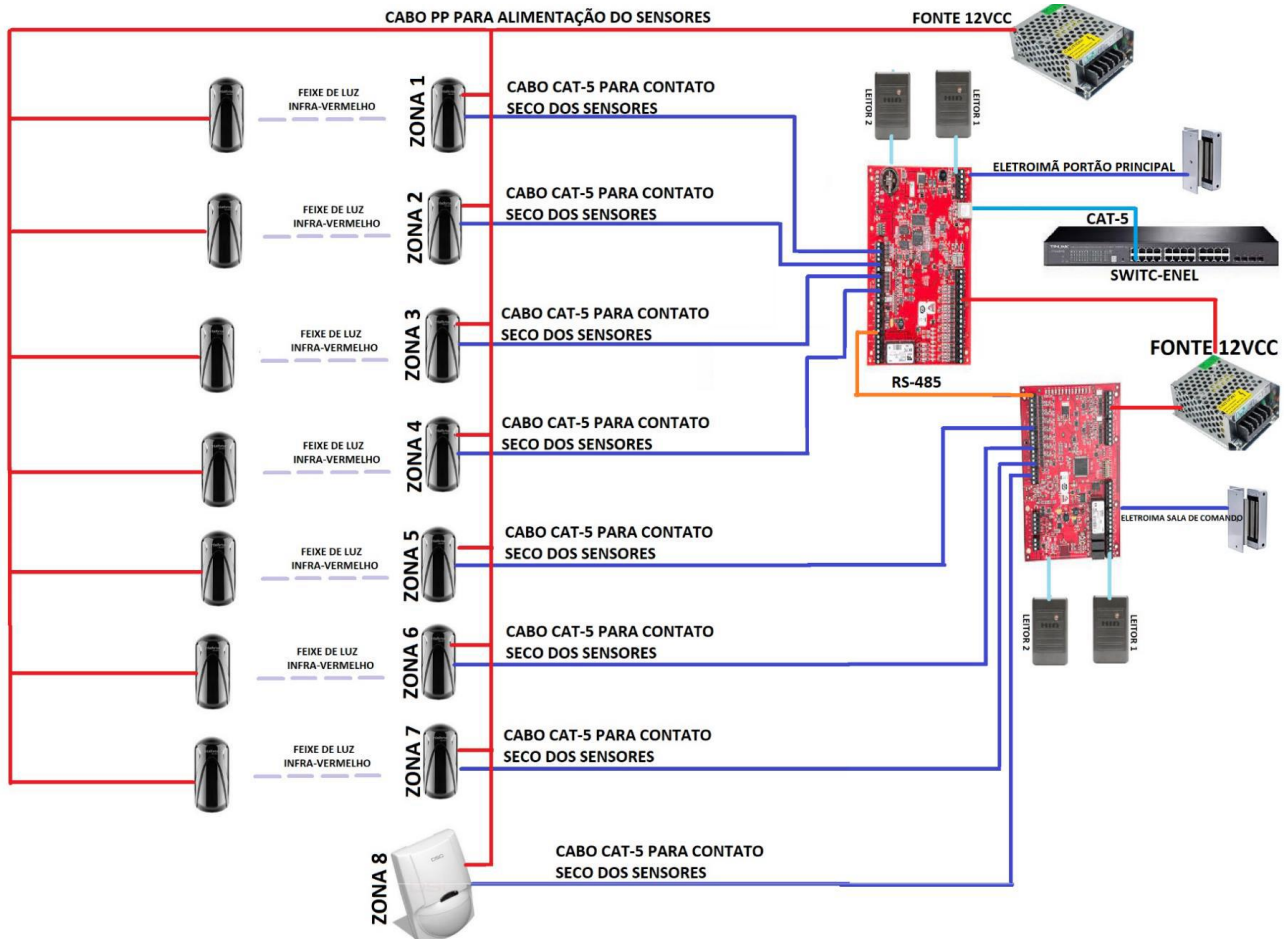 CABO PP PARA ALIMENTAÇÃO DO SENSORES
FONTE 12VCC
FEIXE DE LUZ
INFRA-VERMELHO
ZONA 1
CABO CAT-5 PARA CONTATO
SECO DOS SENSORES
LEITOR 2
LEITOR 1
ELETROIMÃ PORTÃO PRINCIPAL
FEIXE DE LUZ
INFRA-VERMELHO
ZONA 2
CABO CAT-5 PARA CONTATO
SECO DOS SENSORES
CAT-5
SWITC-ENEL
FEIXE DE LUZ
INFRA-VERMELHO
ZONA 3
CABO CAT-5 PARA CONTATO
SECO DOS SENSORES
FONTE 12VCC
RS-485
FEIXE DE LUZ
INFRA-VERMELHO
ZONA 4
CABO CAT-5 PARA CONTATO
SECO DOS SENSORES
FEIXE DE LUZ
INFRA-VERMELHO
ZONA 5
CABO CAT-5 PARA CONTATO
SECO DOS SENSORES
ELETROIMA SALA DE COMANDO
FEIXE DE LUZ
INFRA-VERMELHO
ZONA 6
CABO CAT-5 PARA CONTATO
SECO DOS SENSORES
LEITOR 2
LEITOR 1
FEIXE DE LUZ
INFRA-VERMELHO
ZONA 7
CABO CAT-5 PARA CONTATO
SECO DOS SENSORES
ZONA 8
CABO CAT-5 PARA CONTATO
SECO DOS SENSORES